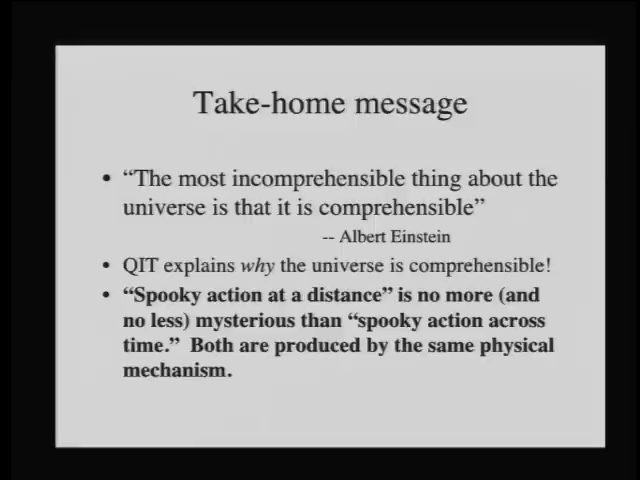 Take-home message
• “The most incomprehensible thing about the
universe is that it is comprehensible”
-- Albert Einstein
• QIT explains why the universe is comprehensible!
• “Spooky action at a distance” is no more (and
no less) mysterious than “spooky action across
time.” Both are produced by the same physical
mechanism.